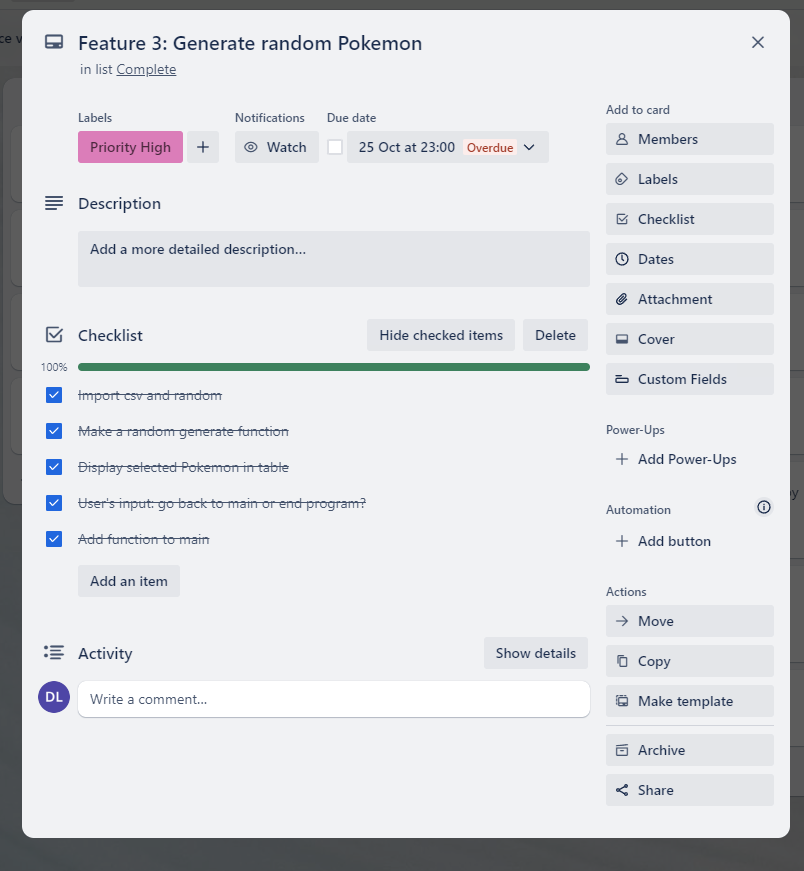 Feature 3: Generate random Pokemon
in list Complete
Labels
Notifications
Due date
Priority High
Watch
25 Oct at 23:00 Overdue
Description
Add a more detailed description...
Checklist
Hide checked items
Delete
100%
Import csv and random
Make a random generate function
Display selected Pokemon in table
User's input: go back to main or end program?
Add function to main
Add an item
Activity
Show details
DL
Write a comment...
Add to card
Members
Labels
Checklist
Dates
Attachment
Cover
Custom Fields
Power-Ups
Add Power-Ups
Automation
Add button
Actions
Move
Copy
Make template
Archive
Share